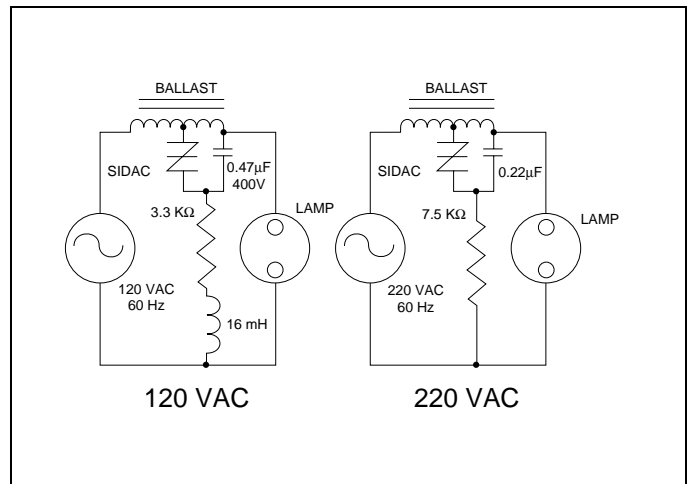 BALLAST
SIDAC
0.47µF
400V
3.3 KΩ
LAMP
120 VAC
60 Hz
16 mH
120 VAC
BALLAST
SIDAC
0.22µF
7.5 KΩ
LAMP
220 VAC
60 Hz
220 VAC